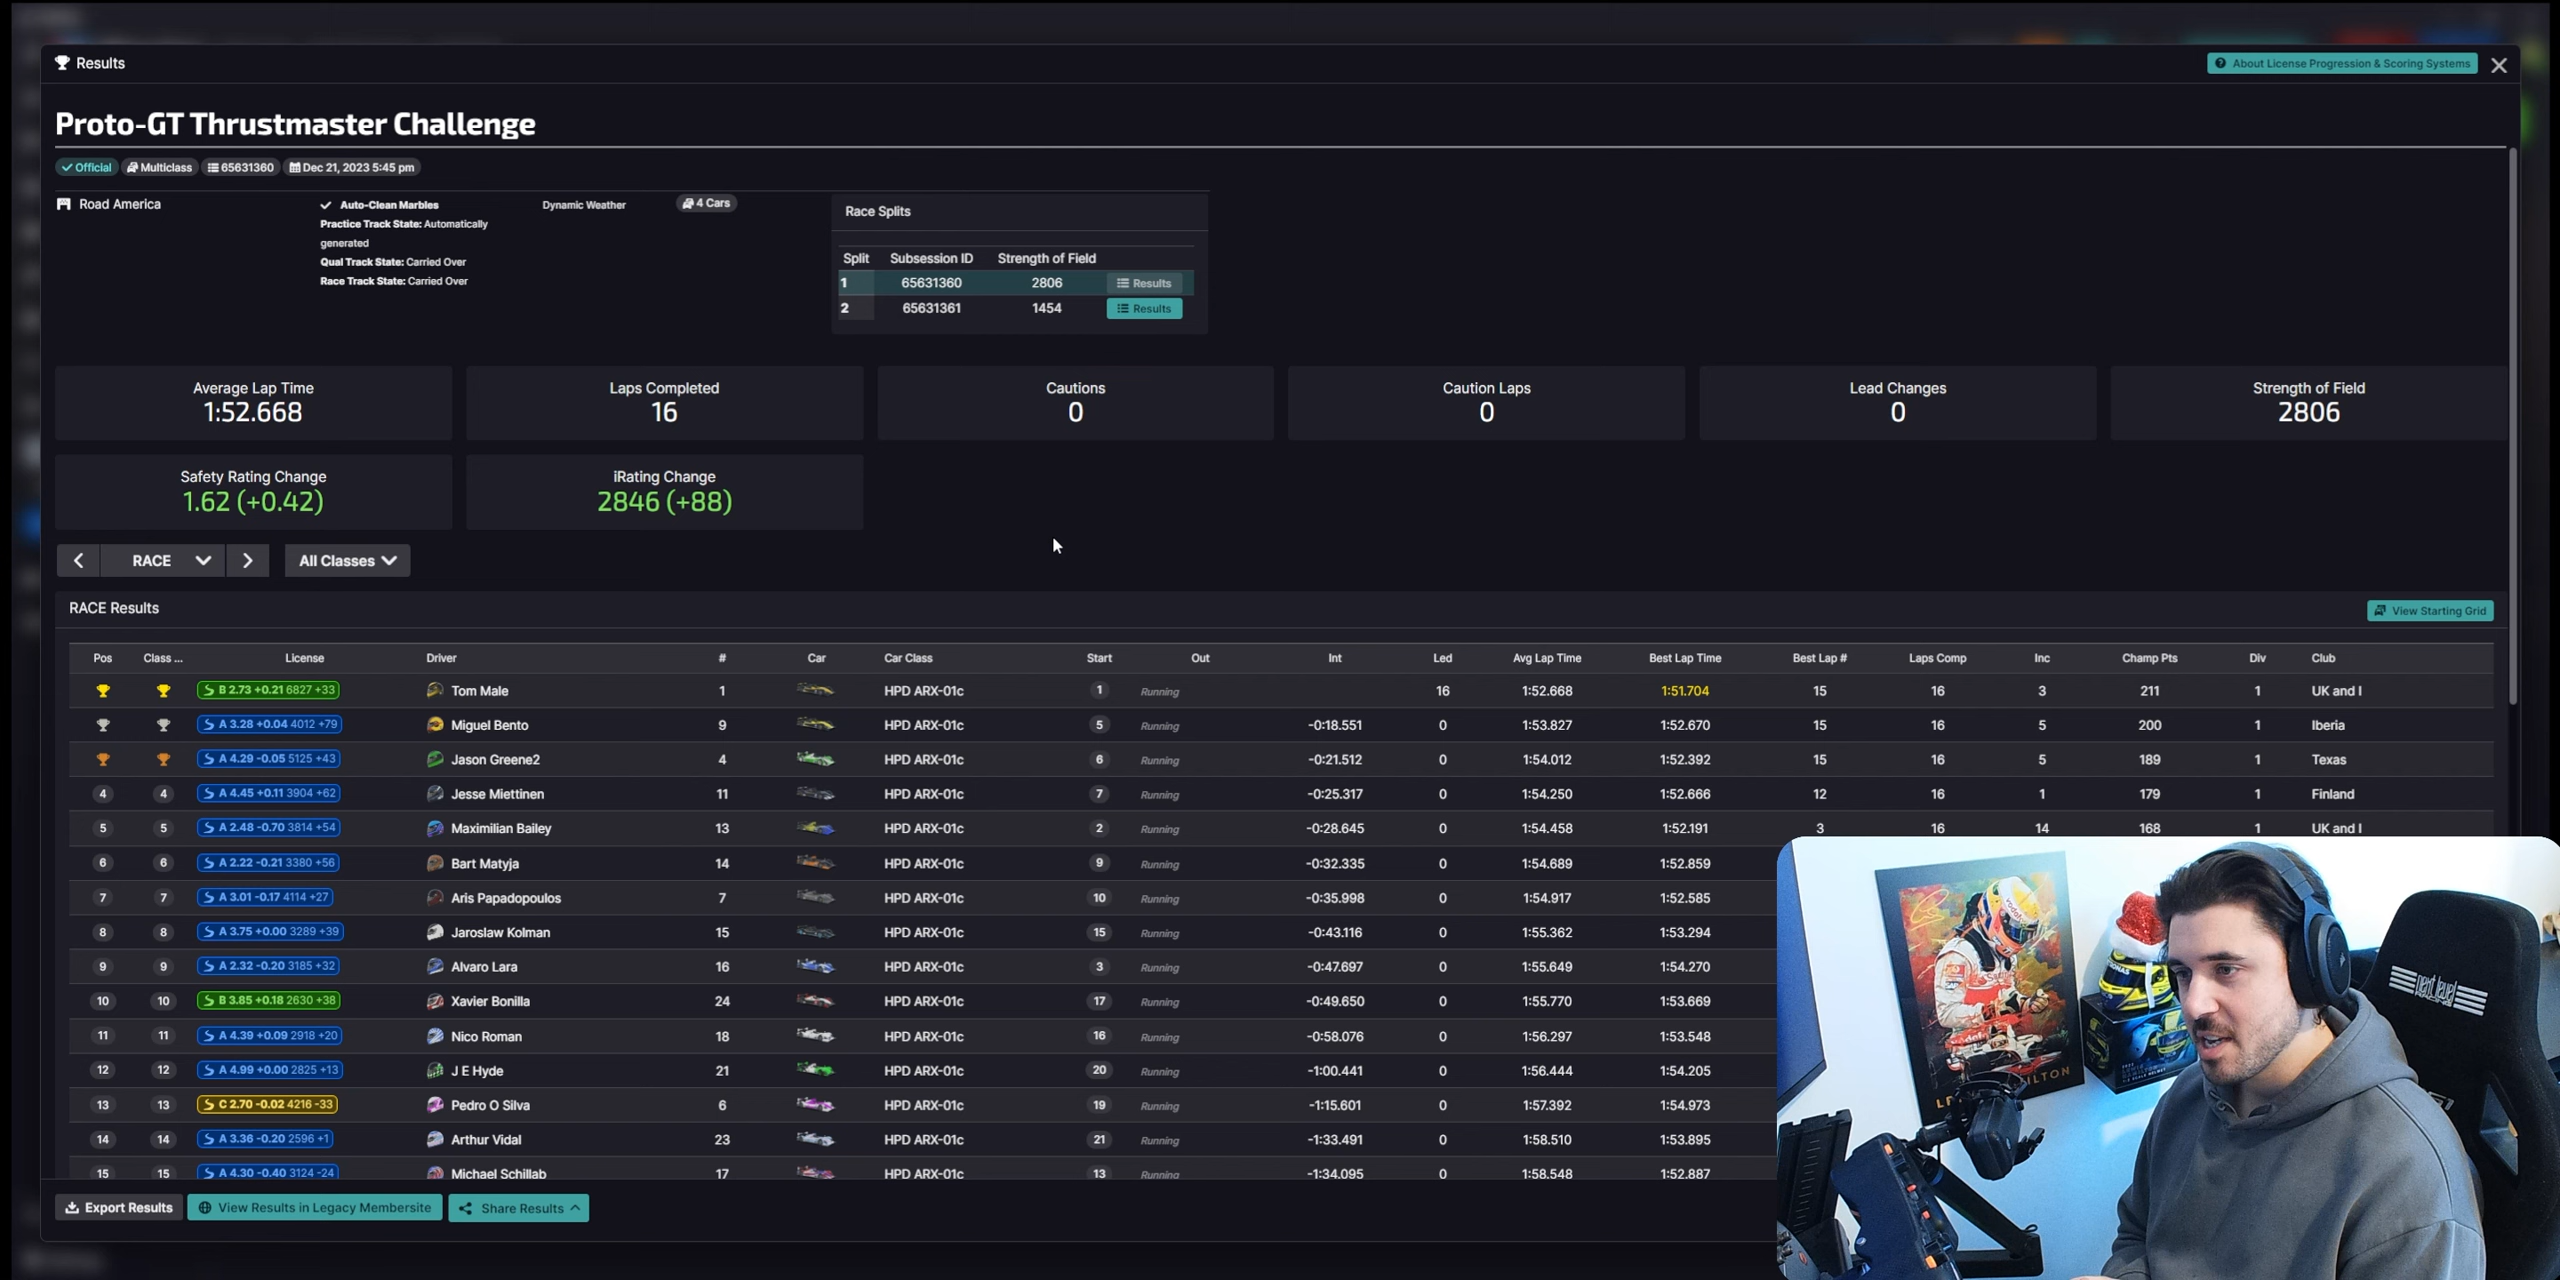 Results
About License Progression & Scoring Systems
Proto-GT Thrustmaster Challenge
Official Multiclass 65631360 Dec 21, 2023 5:45 pm
Road America
Auto-Clean Marbles
Practice Track State: Automatically
generated
Qual Track State: Carried Over
Race Track State: Carried Over
Dynamic Weather
4 Cars
Race Splits
Split Subsession ID Strength of Field
1 65631360 2806 Results
2 65631361 1454 Results
Average Lap Time
1:52.668
Laps Completed
16
Cautions
0
Caution Laps
0
Lead Changes
0
Strength of Field
2806
Safety Rating Change
1.62 (+0.42)
iRating Change
2846 (+88)
RACE All Classes
RACE Results
View Starting Grid
Pos Class ... License Driver # Car Car Class Start Out Int Led Avg Lap Time Best Lap Time Best Lap # Laps Comp Inc Champ Pts Div Club
B 2.73 +0.21 6827 +33 Tom Male 1 HPD ARX-01c 1 Running 16 1:52.668 1:51.704 15 16 3 211 1 UK and I
A 3.28 +0.04 4012 +79 Miguel Bento 9 HPD ARX-01c 5 Running -0:18.551 0 1:53.827 1:52.670 15 16 5 200 1 Iberia
A 4.29 -0.05 5125 +43 Jason Greene2 4 HPD ARX-01c 6 Running -0:21.512 0 1:54.012 1:52.392 15 16 5 189 1 Texas
4 4 A 4.45 +0.11 3904 +62 Jesse Miettinen 11 HPD ARX-01c 7 Running -0:25.317 0 1:54.250 1:52.666 12 16 1 179 1 Finland
5 5 A 2.48 -0.70 3814 +54 Maximilian Bailey 13 HPD ARX-01c 2 Running -0:28.645 0 1:54.458 1:52.191 3 16 14 168 1 UK and I
6 6 A 2.22 -0.21 3380 +56 Bart Matyja 14 HPD ARX-01c 9 Running -0:32.335 0 1:54.689 1:52.859
7 7 A 3.01 -0.17 4114 +27 Aris Papadopoulos 7 HPD ARX-01c 10 Running -0:35.998 0 1:54.917 1:52.585
8 8 A 3.75 +0.00 3289 +39 Jaroslaw Kolman 15 HPD ARX-01c 15 Running -0:43.116 0 1:55.362 1:53.294
9 9 A 2.32 -0.20 3185 +32 Alvaro Lara 16 HPD ARX-01c 3 Running -0:47.697 0 1:55.649 1:54.270
10 10 B 3.85 +0.18 2630 +38 Xavier Bonilla 24 HPD ARX-01c 17 Running -0:49.650 0 1:55.770 1:53.669
11 11 A 4.39 +0.09 2918 +20 Nico Roman 18 HPD ARX-01c 16 Running -0:58.076 0 1:56.297 1:53.548
12 12 A 4.99 +0.00 2825 +13 J E Hyde 21 HPD ARX-01c 20 Running -1:00.441 0 1:56.444 1:54.205
13 13 C 2.70 -0.02 4216 -33 Pedro O Silva 6 HPD ARX-01c 19 Running -1:15.601 0 1:57.392 1:54.973
14 14 A 3.36 -0.20 2596 +1 Arthur Vidal 23 HPD ARX-01c 21 Running -1:33.491 0 1:58.510 1:53.895
15 15 A 4.30 -0.40 3124 -24 Michael Schillab 17 HPD ARX-01c 13 Running -1:34.095 0 1:58.548 1:52.887
Export Results View Results in Legacy Membersite Share Results
next level